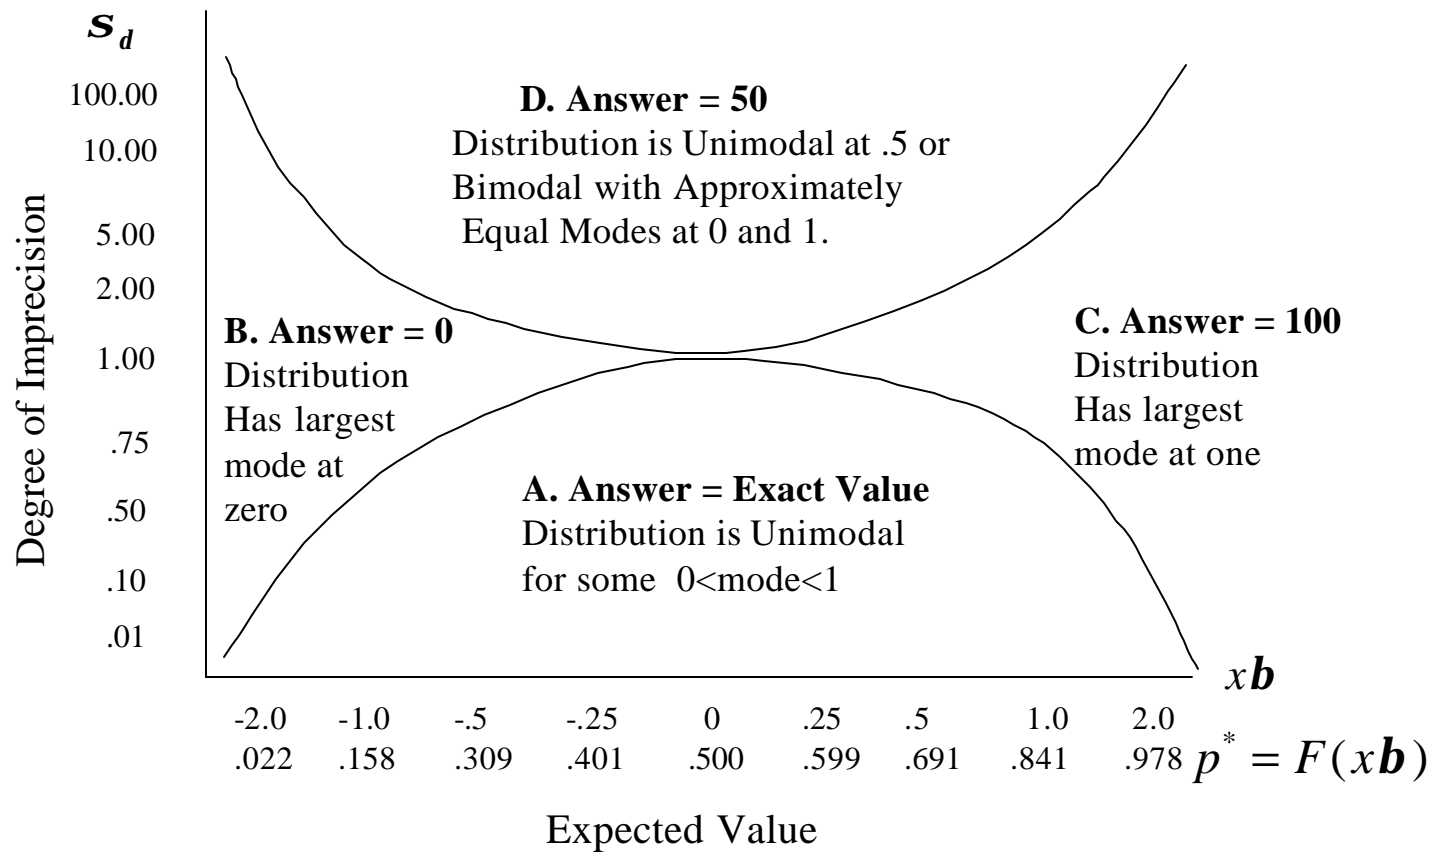 s d
100.00
10.00
5.00
2.00
1.00
.75
.50
.10
.01
Degree of Imprecision
D. Answer = 50
Distribution is Unimodal at .5 or
Bimodal with Approximately
Equal Modes at 0 and 1.
B. Answer = 0
Distribution
Has largest
mode at
zero
C. Answer = 100
Distribution
Has largest
mode at one
A. Answer = Exact Value
Distribution is Unimodal
for some 0<mode<1
xb
-2.0 -1.0 -.5 -.25 0 .25 .5 1.0 2.0
.022 .158 .309 .401 .500 .599 .691 .841 .978 p* = F(xb)
Expected Value